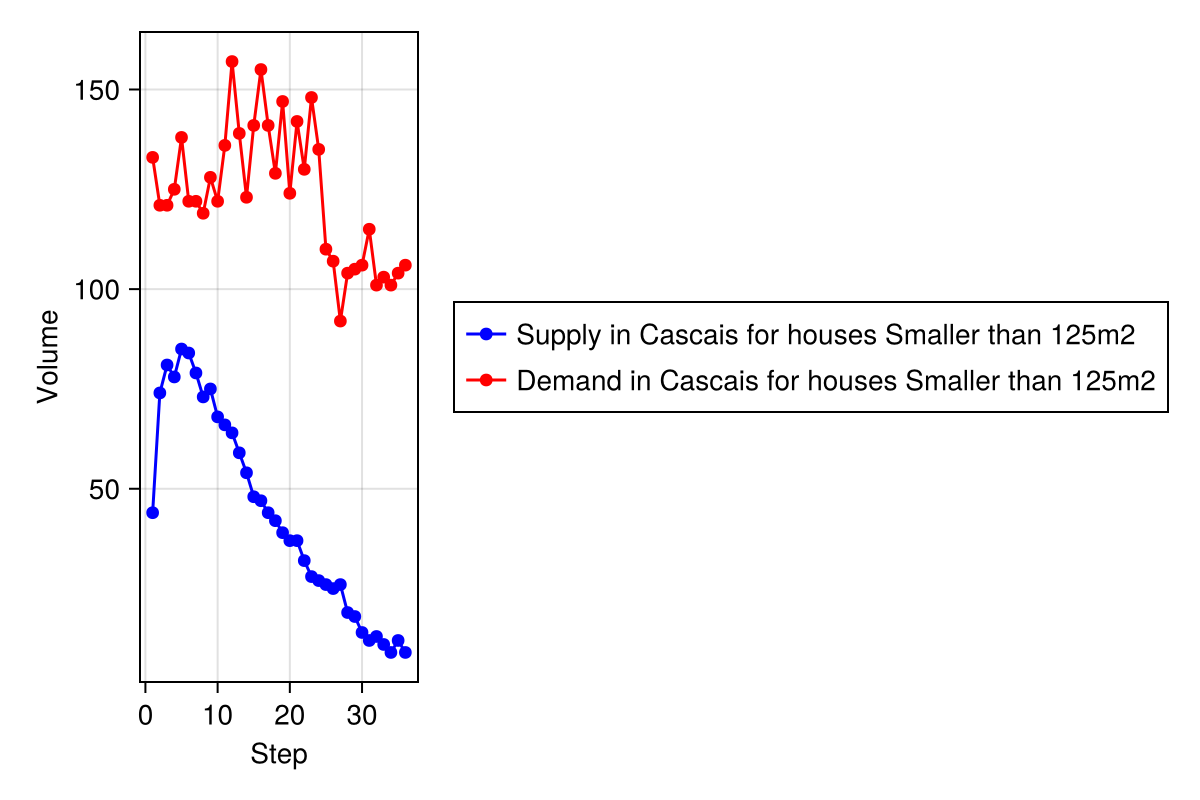 150
100
50
Volume
0 10 20 30
Step
Supply in Cascais for houses Smaller than 125m2
Demand in Cascais for houses Smaller than 125m2